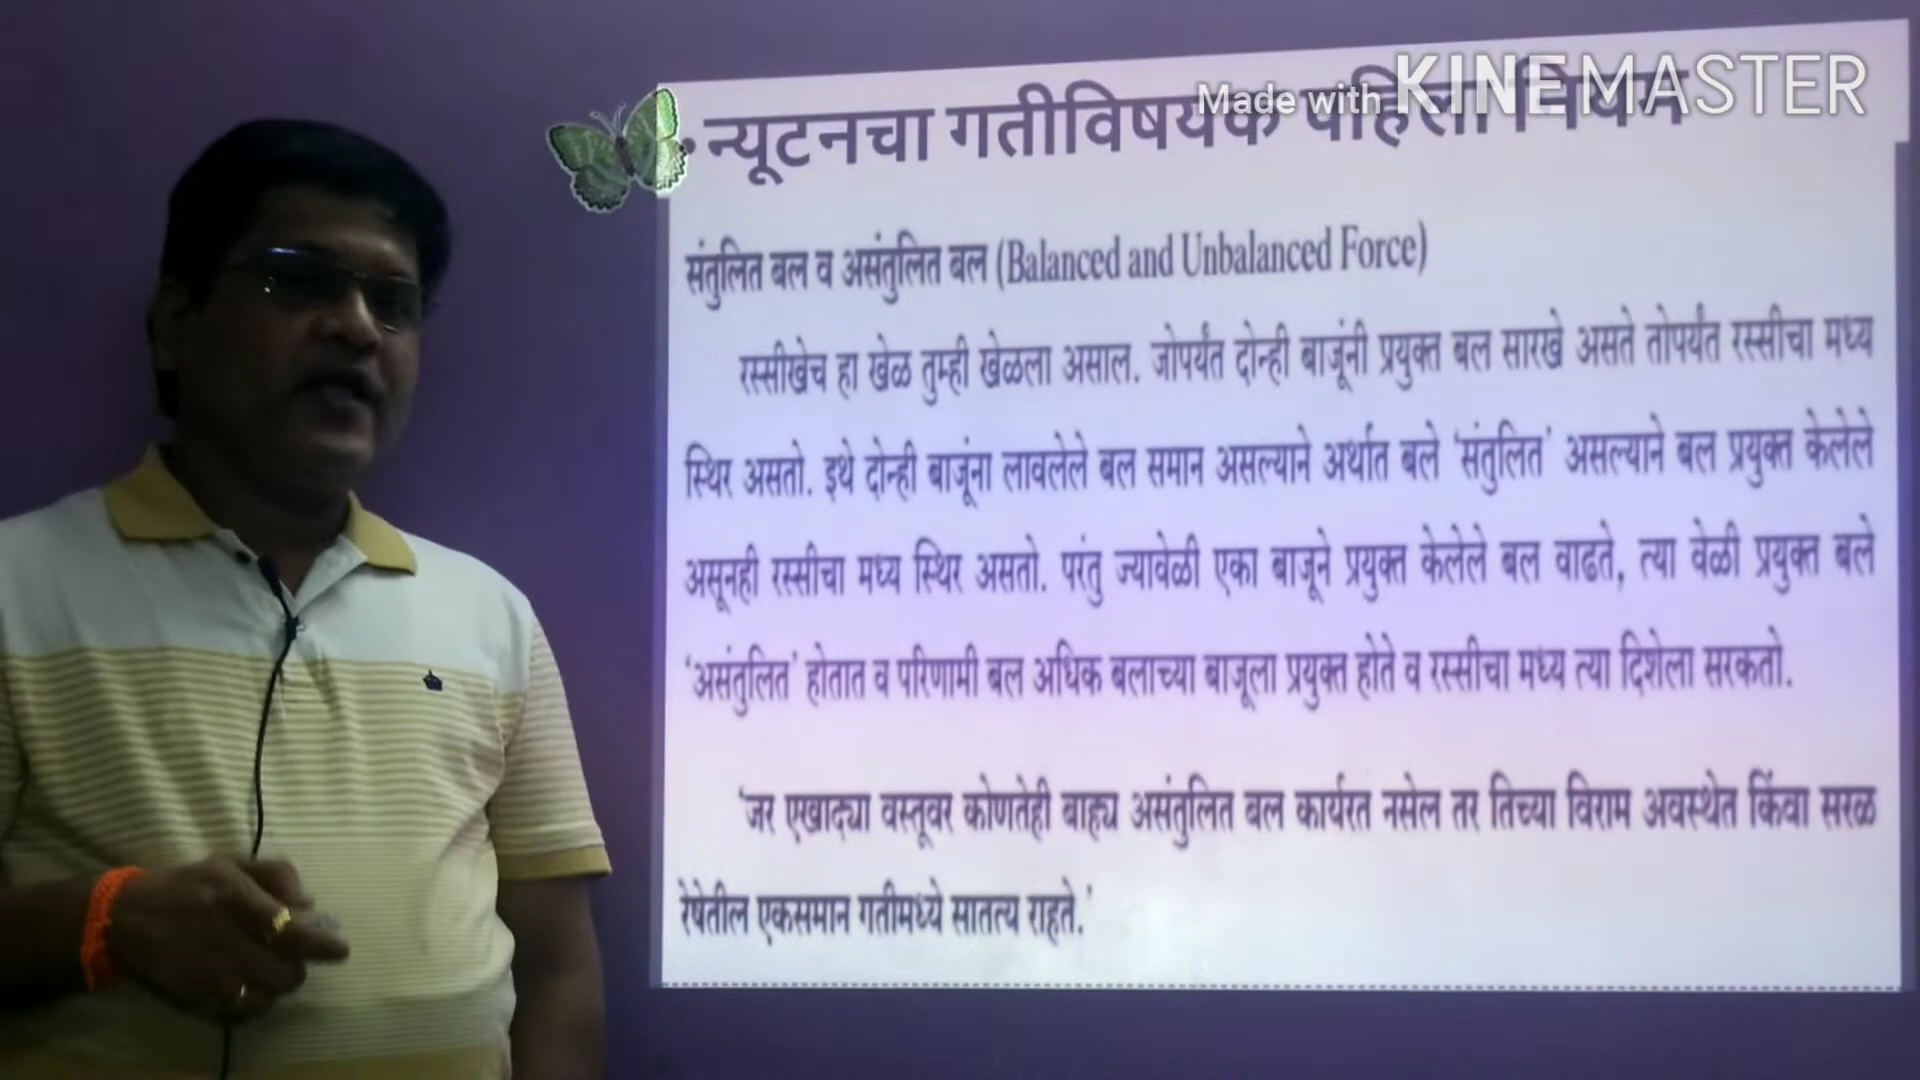 Made with KINEMASTER
न्यूटनचा गतीविषयक पहिला नियम
संतुलित बल व असंतुलित बल (Balanced and Unbalanced Force)
रस्सीखेच हा खेळ तुम्ही खेळला असाल. जोपर्यंत दोन्ही बाजूंनी प्रयुक्त बल सारखे असते तोपर्यंत रस्सीचा मध्य
स्थिर असतो. इथे दोन्ही बाजूंना लावलेले बल समान असल्याने अर्थात बले 'संतुलित' असल्याने बल प्रयुक्त केलेले
असूनही रस्सीचा मध्य स्थिर असतो. परंतु ज्यावेळी एका बाजूने प्रयुक्त केलेले बल वाढते, त्या वेळी प्रयुक्त बले
'असंतुलित' होतात व परिणामी बल अधिक बलाच्या बाजूला प्रयुक्त होते व रस्सीचा मध्य त्या दिशेला सरकतो.
'जर एखाद्या वस्तूवर कोणतेही बाह्य असंतुलित बल कार्यरत नसेल तर तिच्या विराम अवस्थेत किंवा सरळ
रेषेतील एकसमान गतीमध्ये सातत्य राहते.'